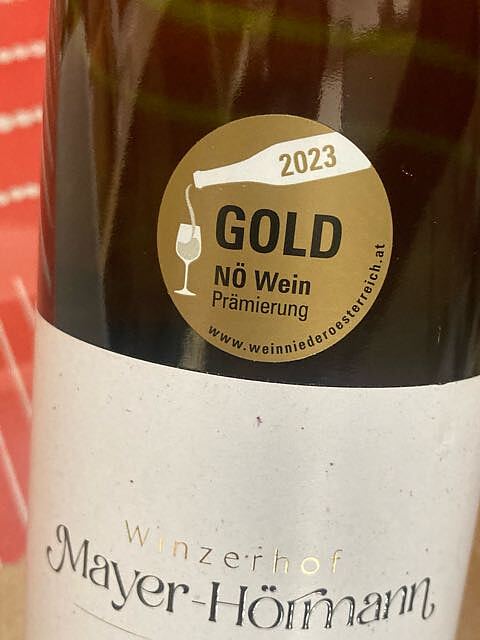 2023
GOLD
NÖ Wein
Prämierung
www.weinniederoesterreich.at
Winzerhof
Mayer-Hörmann